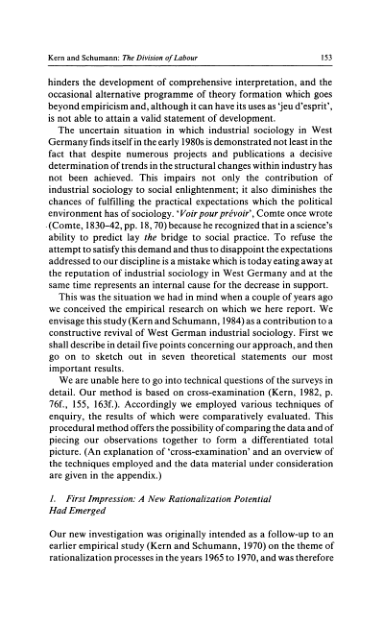 Kern and Schumann: The Division of Labour 153
hinders the development of comprehensive interpretation, and the
occasional alternative programme of theory formation which goes
beyond empiricism and, although it can have its uses as 'jeu d'esprit',
is not able to attain a valid statement of development.
The uncertain situation in which industrial sociology in West
Germany finds itself in the early 1980s is demonstrated not least in the
fact that despite numerous projects and publications a decisive
determination of trends in the structural changes within industry has
not been achieved. This impairs not only the contribution of
industrial sociology to social enlightenment; it also diminishes the
chances of fulfilling the practical expectations which the political
environment has of sociology. 'Voir pour prévoir', Comte once wrote
(Comte, 1830–42, pp. 18, 70) because he recognized that in a science's
ability to predict lay the bridge to social practice. To refuse the
attempt to satisfy this demand and thus to disappoint the expectations
addressed to our discipline is a mistake which is today eating away at
the reputation of industrial sociology in West Germany and at the
same time represents an internal cause for the decrease in support.
This was the situation we had in mind when a couple of years ago
we conceived the empirical research on which we here report. We
envisage this study (Kern and Schumann, 1984) as a contribution to a
constructive revival of West German industrial sociology. First we
shall describe in detail five points concerning our approach, and then
go on to sketch out in seven theoretical statements our most
important results.
We are unable here to go into technical questions of the surveys in
detail. Our method is based on cross-examination (Kern, 1982, p.
76f., 155, 163f.). Accordingly we employed various techniques of
enquiry, the results of which were comparatively evaluated. This
procedural method offers the possibility of comparing the data and of
piecing our observations together to form a differentiated total
picture. (An explanation of 'cross-examination' and an overview of
the techniques employed and the data material under consideration
are given in the appendix.)
1. First Impression: A New Rationalization Potential
Had Emerged
Our new investigation was originally intended as a follow-up to an
earlier empirical study (Kern and Schumann, 1970) on the theme of
rationalization processes in the years 1965 to 1970, and was therefore